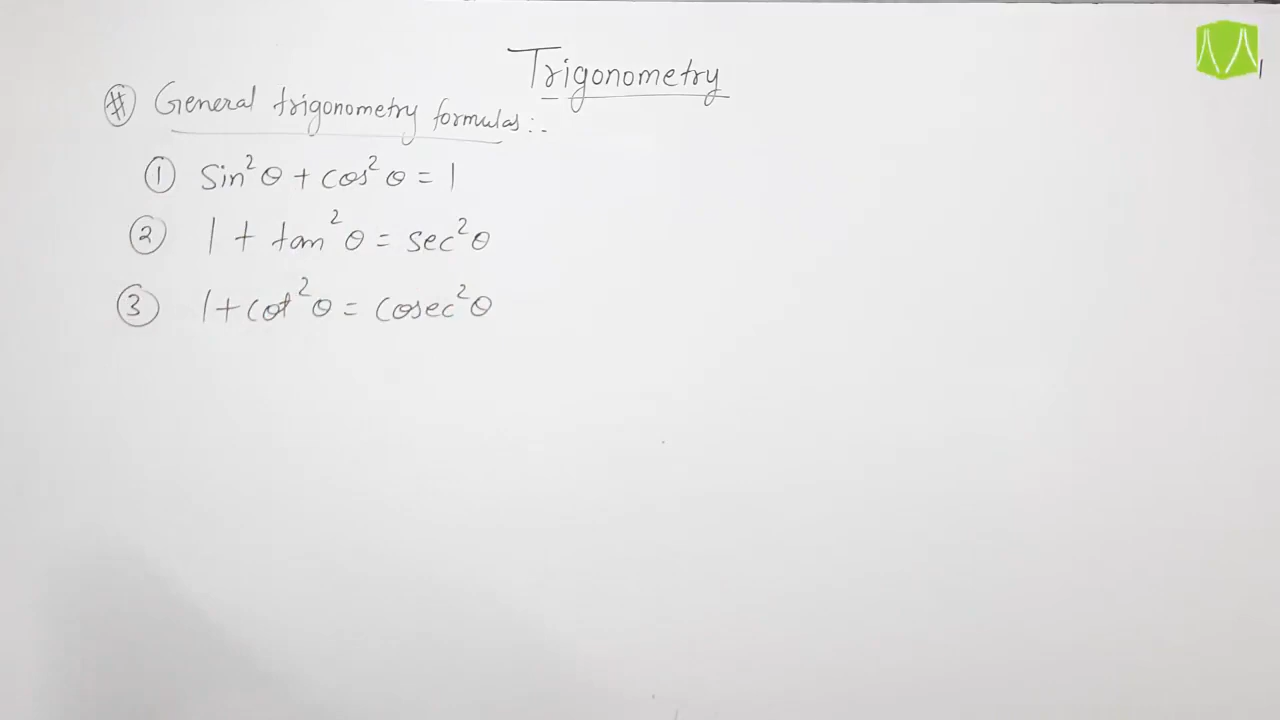 Trigonometry
# General trigonometry formulas :-
① Sin²θ + cos²θ = 1
② 1 + tan²θ = sec²θ
③ 1 + cot²θ = cosec²θ